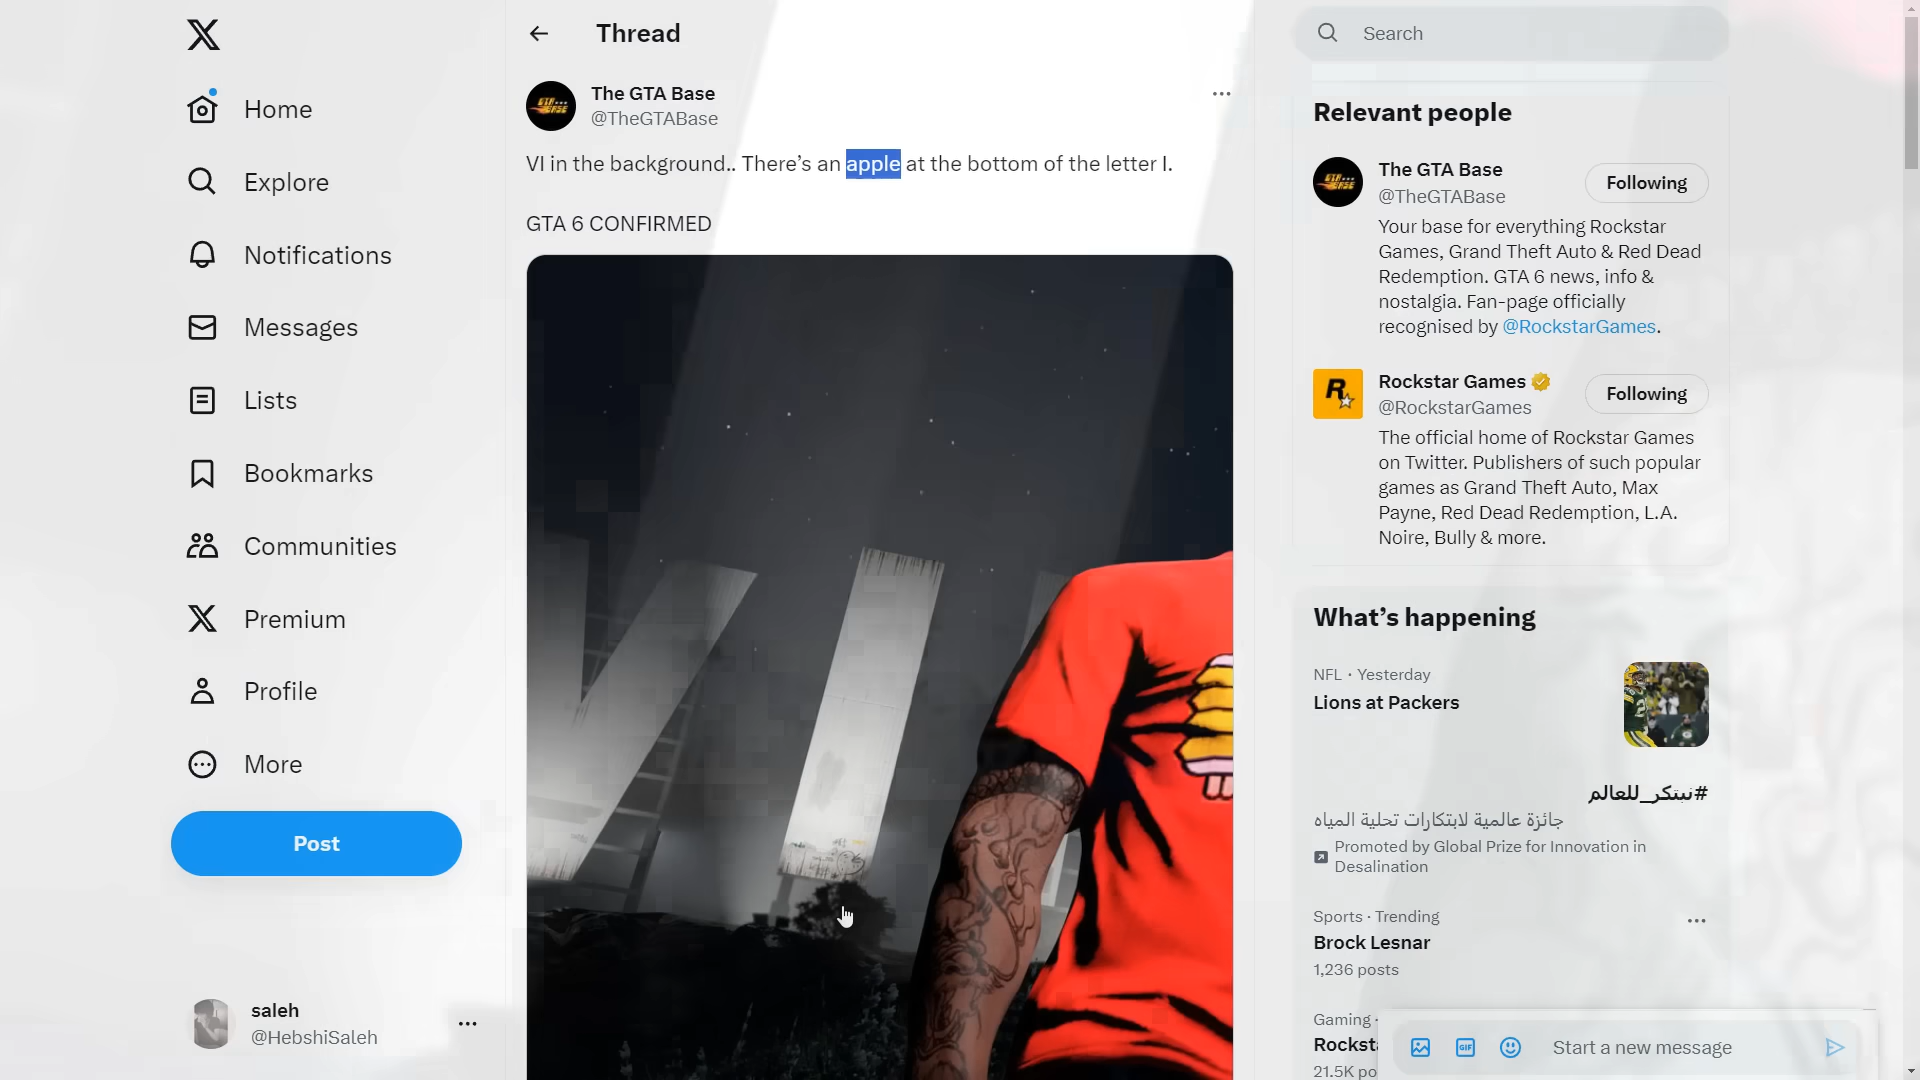 Home
Explore
Notifications
Messages
Lists
Bookmarks
Communities
Premium
Profile
More
Post
saleh
@HebshiSaleh
Thread
The GTA Base
@TheGTABase
VI in the background.. There’s an apple at the bottom of the letter I.
GTA 6 CONFIRMED
Search
Relevant people
The GTA Base
@TheGTABase
Following
Your base for everything Rockstar
Games, Grand Theft Auto & Red Dead
Redemption. GTA 6 news, info &
nostalgia. Fan-page officially
recognised by @RockstarGames.
Rockstar Games
@RockstarGames
Following
The official home of Rockstar Games
on Twitter. Publishers of such popular
games as Grand Theft Auto, Max
Payne, Red Dead Redemption, L.A.
Noire, Bully & more.
What’s happening
NFL · Yesterday
Lions at Packers
#نبتكر_للعالم
جائزة عالمية لابتكارات تحلية المياه
Promoted by Global Prize for Innovation in
Desalination
Sports · Trending
Brock Lesnar
1,236 posts
Gaming ·
Rocksta
21.5K po
GIF
Start a new message